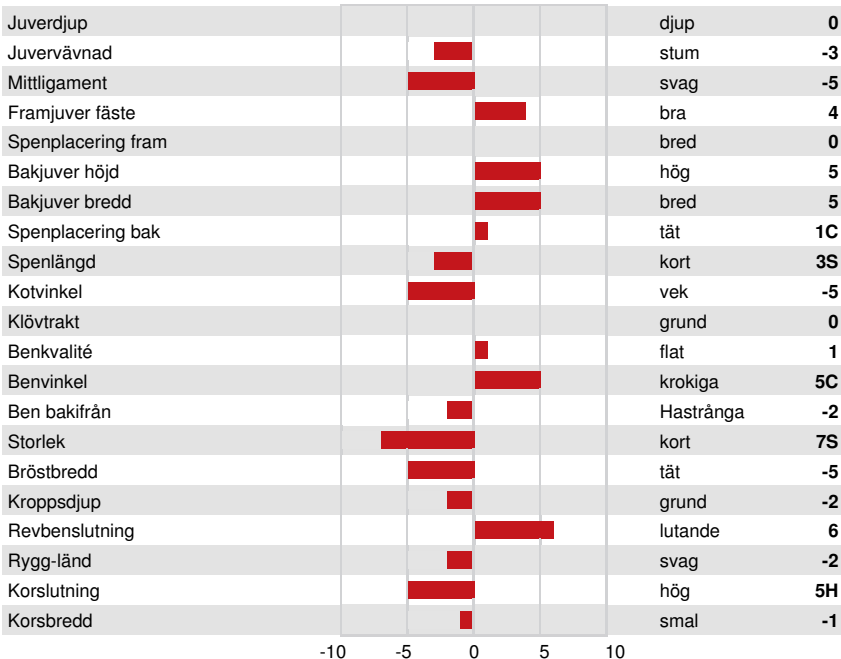 Juverdjup djup 0
Juvervävnad stum -3
Mittligament svag -5
Framjuver fäste bra 4
Spenplacering fram bred 0
Bakjuver höjd hög 5
Bakjuver bredd bred 5
Spenplacering bak tät 1C
Spenlängd kort 3S
Kotvinkel vek -5
Klövtrakt grund 0
Benkvalité flat 1
Benvinkel krokiga 5C
Ben bakifrån Hastrånga -2
Storlek kort 7S
Bröstbredd tät -5
Kroppsdjup grund -2
Revbenslutning lutande 6
Rygg-länd svag -2
Korslutning hög 5H
Korsbredd smal -1
-10 -5 0 5 10